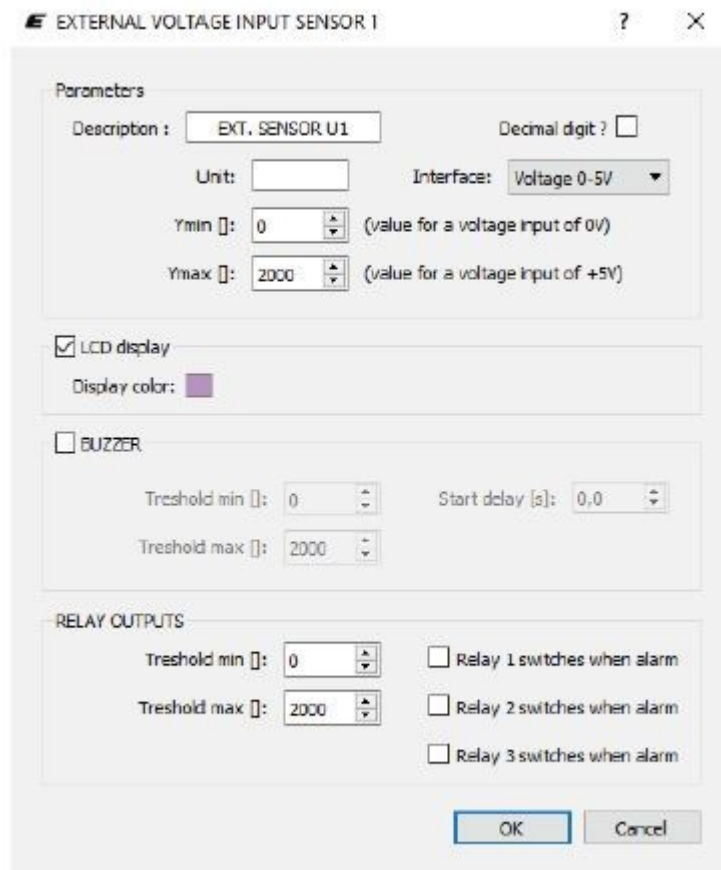 EXTERNAL VOLTAGE INPUT SENSOR 1 ?
Parameters
Description : EXT. SENSOR U1 Decimal digit ?
Unit: Interface: Voltage 0-5V
Ymin []: 0 (value for a voltage input of 0V)
Ymax []: 2000 (value for a voltage input of +5V)
LCD display
Display color:
BUZZER
Treshold min []: 0 Start delay [s]: 0,0
Treshold max []: 2000
RELAY OUTPUTS
Treshold min []: 0 Relay 1 switches when alarm
Treshold max []: 2000 Relay 2 switches when alarm
Relay 3 switches when alarm
OK Cancel